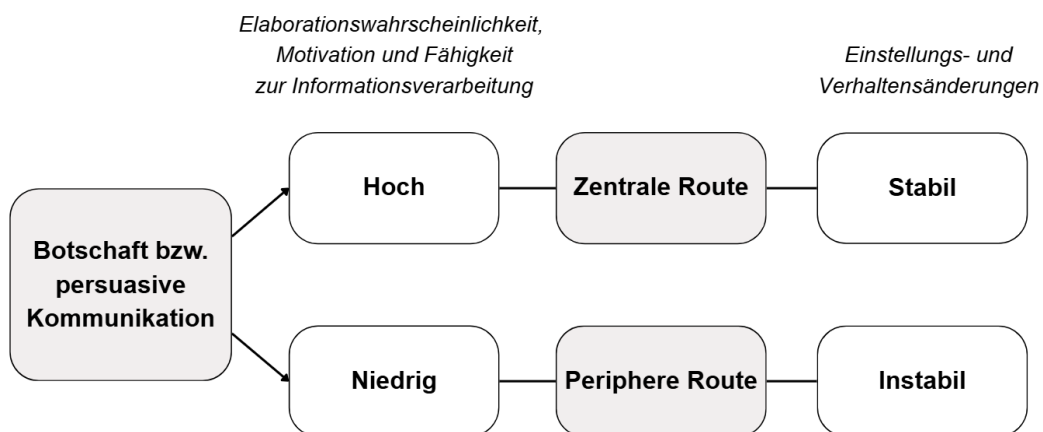 Elaborationswahrscheinlichkeit,
Motivation und Fähigkeit
zur Informationsverarbeitung
Einstellungs- und
Verhaltensänderungen
Botschaft bzw.
persuasive
Kommunikation
Hoch
Zentrale Route
Stabil
Niedrig
Periphere Route
Instabil